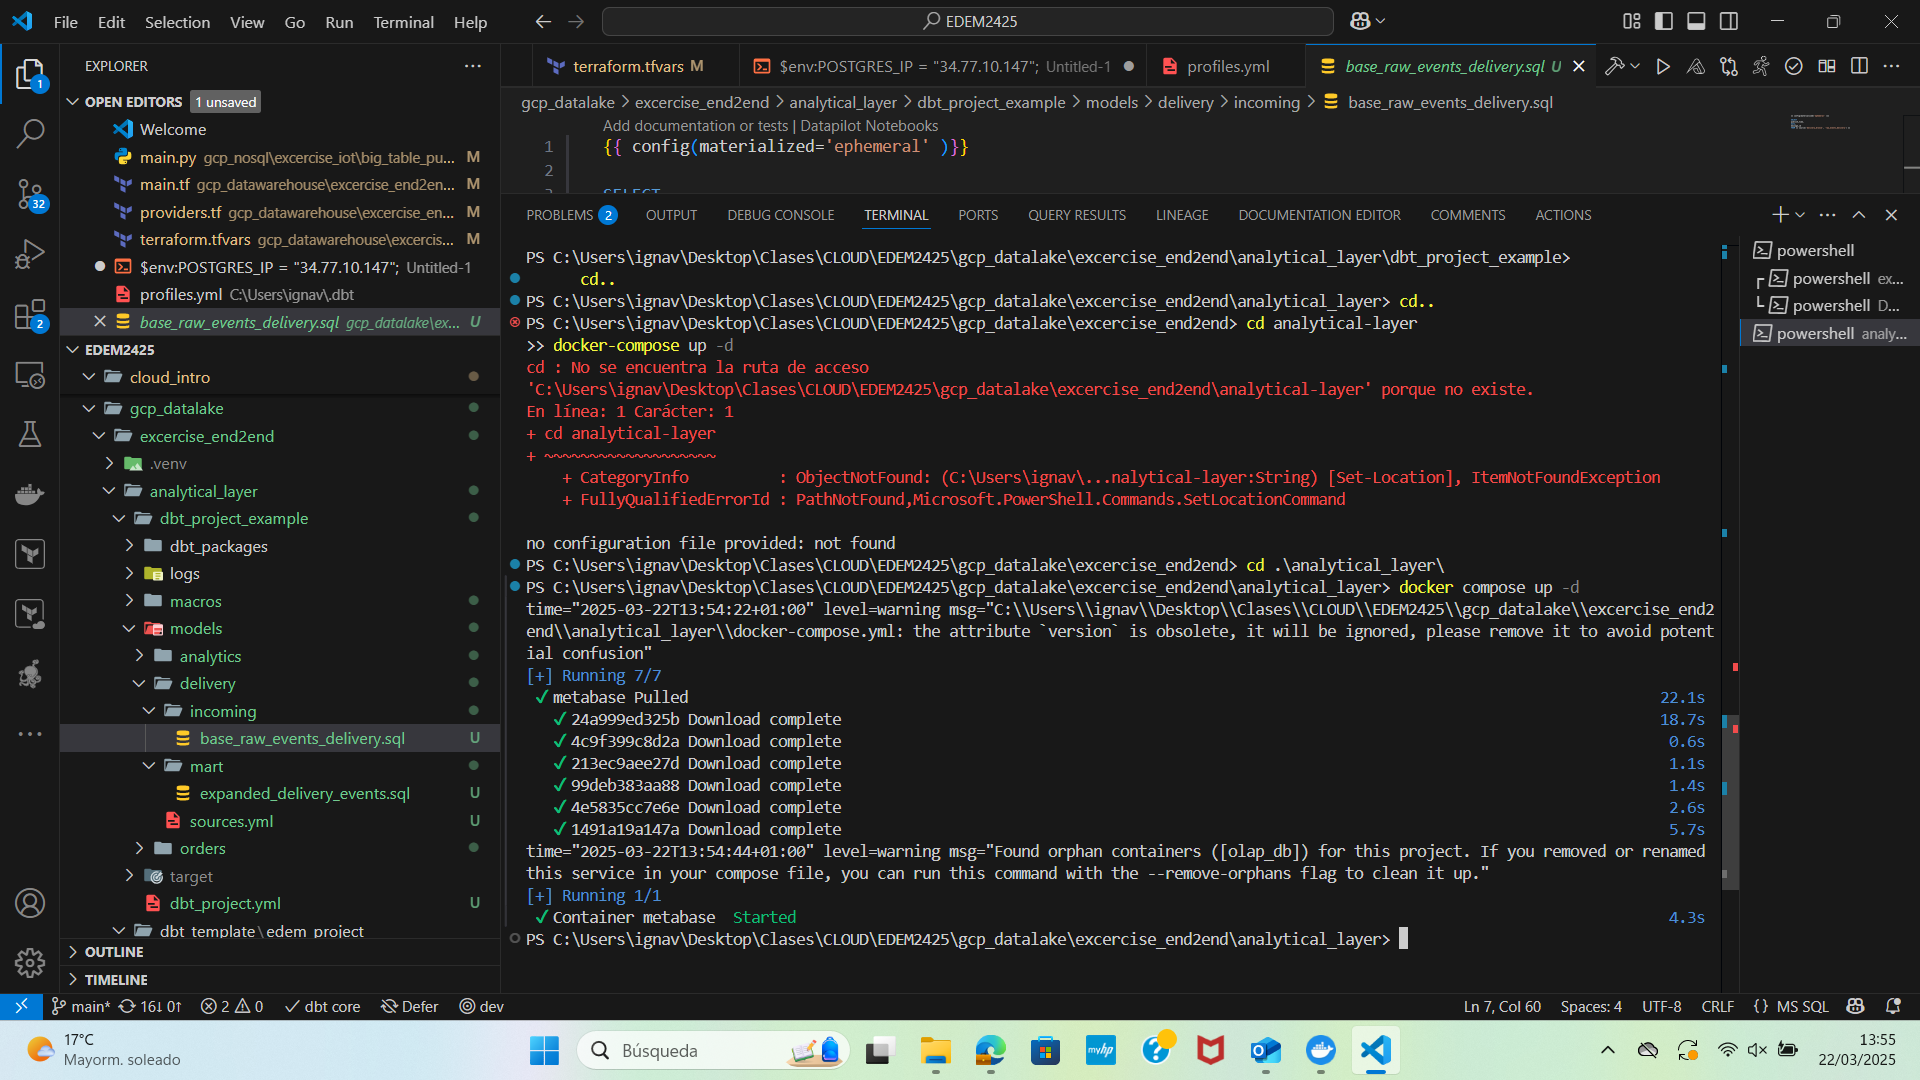 File Edit Selection View Go Run Terminal Help
EDEM2425
EXPLORER
OPEN EDITORS 1 unsaved
Welcome
main.py gcp_nosql\excercise_iot\big_table_pu... M
main.tf gcp_datawarehouse\excercise_end2en... M
providers.tf gcp_datawarehouse\excercise_en... M
terraform.tfvars gcp_datawarehouse\excercis... M
$env:POSTGRES_IP = "34.77.10.147"; Untitled-1
profiles.yml C:\Users\ignav\.dbt
base_raw_events_delivery.sql gcp_datalake\ex... U
EDEM2425
cloud_intro
gcp_datalake
excercise_end2end
.venv
analytical_layer
dbt_project_example
dbt_packages
logs
macros
models
analytics
delivery
incoming
base_raw_events_delivery.sql U
mart
expanded_delivery_events.sql U
sources.yml U
orders
target
dbt_project.yml U
dbt_template\edem_project
OUTLINE
TIMELINE
terraform.tfvars M
$env:POSTGRES_IP = "34.77.10.147"; Untitled-1
profiles.yml
base_raw_events_delivery.sql U
gcp_datalake > excercise_end2end > analytical_layer > dbt_project_example > models > delivery > incoming > base_raw_events_delivery.sql
Add documentation or tests | Datapilot Notebooks
1 {{ config(materialized='ephemeral' )}}
2
3 SELECT
PROBLEMS 2 OUTPUT DEBUG CONSOLE TERMINAL PORTS QUERY RESULTS LINEAGE DOCUMENTATION EDITOR COMMENTS ACTIONS
PS C:\Users\ignav\Desktop\Clases\CLOUD\EDEM2425\gcp_datalake\excercise_end2end\analytical_layer\dbt_project_example>
cd..
PS C:\Users\ignav\Desktop\Clases\CLOUD\EDEM2425\gcp_datalake\excercise_end2end\analytical_layer> cd..
PS C:\Users\ignav\Desktop\Clases\CLOUD\EDEM2425\gcp_datalake\excercise_end2end> cd analytical-layer
>> docker-compose up -d
cd : No se encuentra la ruta de acceso
'C:\Users\ignav\Desktop\Clases\CLOUD\EDEM2425\gcp_datalake\excercise_end2end\analytical-layer' porque no existe.
En línea: 1 Carácter: 1
+ cd analytical-layer
+ ~~~~~~~~~~~~~~~~~~~
+ CategoryInfo : ObjectNotFound: (C:\Users\ignav\...nalytical-layer:String) [Set-Location], ItemNotFoundException
+ FullyQualifiedErrorId : PathNotFound,Microsoft.PowerShell.Commands.SetLocationCommand
no configuration file provided: not found
PS C:\Users\ignav\Desktop\Clases\CLOUD\EDEM2425\gcp_datalake\excercise_end2end> cd .\analytical_layer\
PS C:\Users\ignav\Desktop\Clases\CLOUD\EDEM2425\gcp_datalake\excercise_end2end\analytical_layer> docker compose up -d
time="2025-03-22T13:54:22+01:00" level=warning msg="C:\\Users\\ignav\\Desktop\\Clases\\CLOUD\\EDEM2425\\gcp_datalake\\excercise_end2
end\\analytical_layer\\docker-compose.yml: the attribute `version` is obsolete, it will be ignored, please remove it to avoid potent
ial confusion"
[+] Running 7/7
✔ metabase Pulled 22.1s
✔ 24a999ed325b Download complete 18.7s
✔ 4c9f399c8d2a Download complete 0.6s
✔ 213ec9aee27d Download complete 1.1s
✔ 99deb383aa88 Download complete 1.4s
✔ 4e5835cc7e6e Download complete 2.6s
✔ 1491a19a147a Download complete 5.7s
time="2025-03-22T13:54:44+01:00" level=warning msg="Found orphan containers ([olap_db]) for this project. If you removed or renamed
this service in your compose file, you can run this command with the --remove-orphans flag to clean it up."
[+] Running 1/1
✔ Container metabase Started 4.3s
PS C:\Users\ignav\Desktop\Clases\CLOUD\EDEM2425\gcp_datalake\excercise_end2end\analytical_layer>
powershell
powershell ex...
powershell D...
powershell analy...
1
32
2
main* 16↓ 0↑ 2 0 dbt core Defer dev
Ln 7, Col 60 Spaces: 4 UTF-8 CRLF {} MS SQL
17°C
Mayorm. soleado
Búsqueda
myhp
13:55
22/03/2025